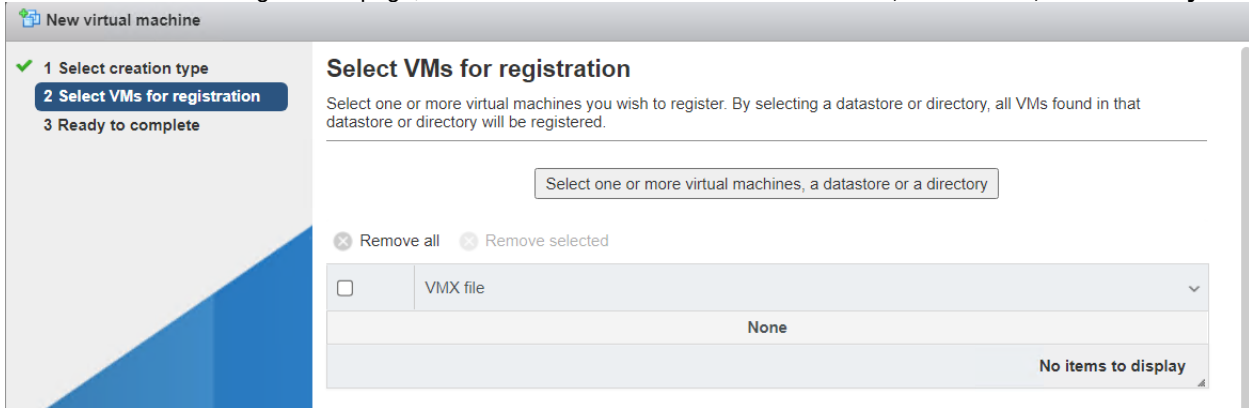 New virtual machine
1 Select creation type
2 Select VMs for registration
3 Ready to complete
Select VMs for registration
Select one or more virtual machines you wish to register. By selecting a datastore or directory, all VMs found in that
datastore or directory will be registered.
Select one or more virtual machines, a datastore or a directory
Remove all Remove selected
VMX file
None
No items to display